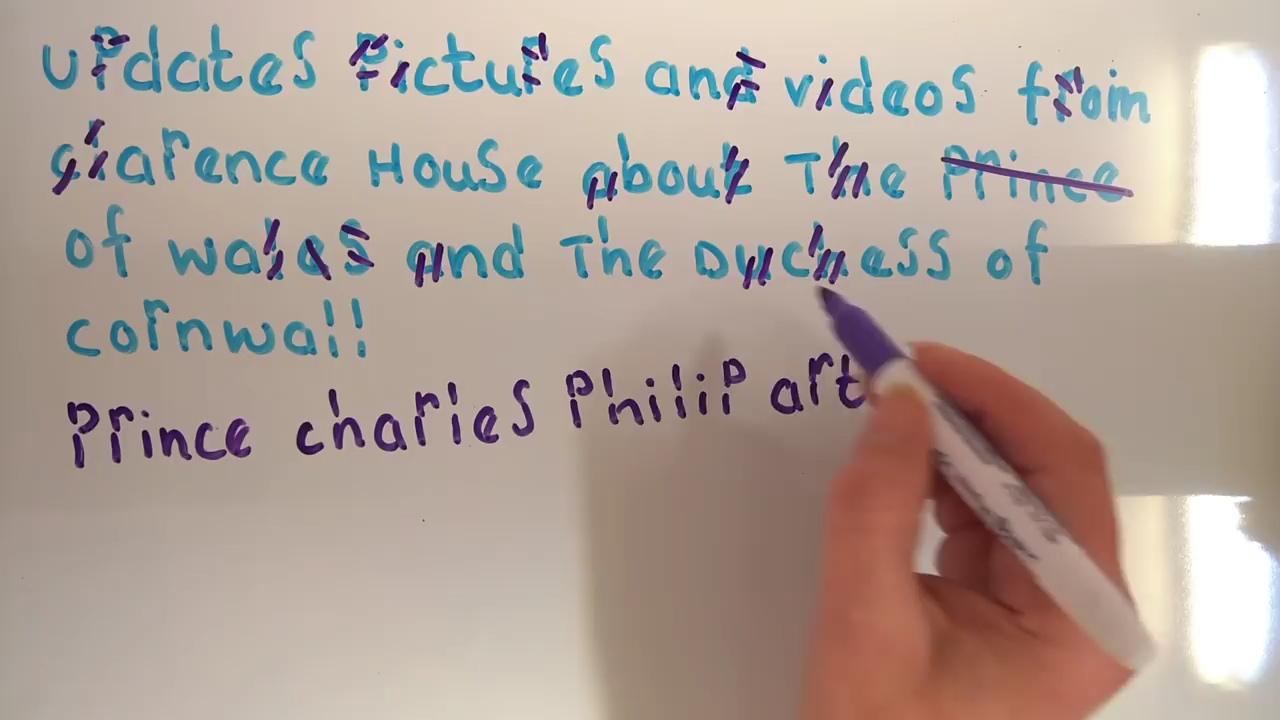 updates Pictures and videos from
clarence House about The Prince
of wales and The Duchess of
cornwall
Prince charles Philip art